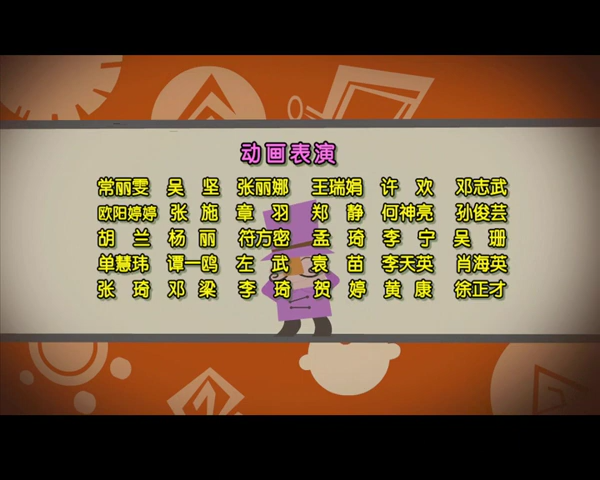 动画表演
常丽雯 吴 坚 张丽娜 王瑞娟 许 欢 邓志武
欧阳婷婷 张 施 章 羽 郑 静 何神亮 孙俊芸
胡 兰 杨 丽 符方密 孟 琦 李 宁 吴 珊
单慧玮 谭一鸥 左 武 袁 苗 李天英 肖海英
张 琦 邓 梁 李 琦 贺 婷 黄 康 徐正才